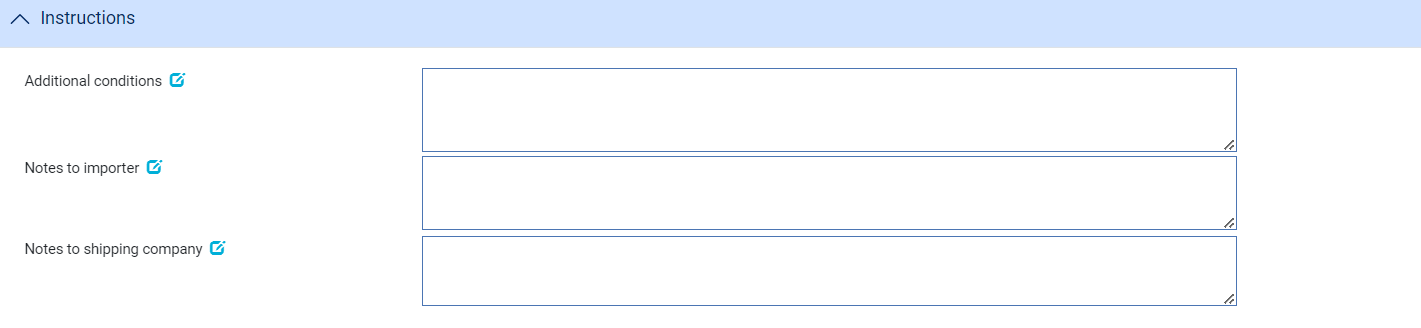 Instructions
Additional conditions
Notes to importer
Notes to shipping company